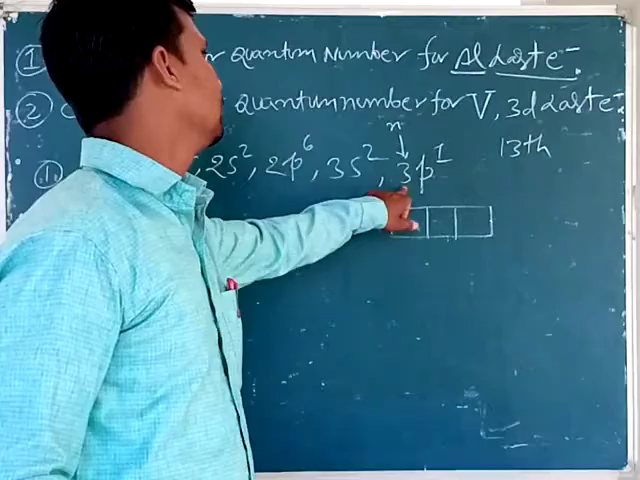 ① r Quantum Number for Al Last e⁻
② Quantum number for V, 3d Last e⁻
n
① , 2s², 2p⁶, 3s², 3p¹ 13th